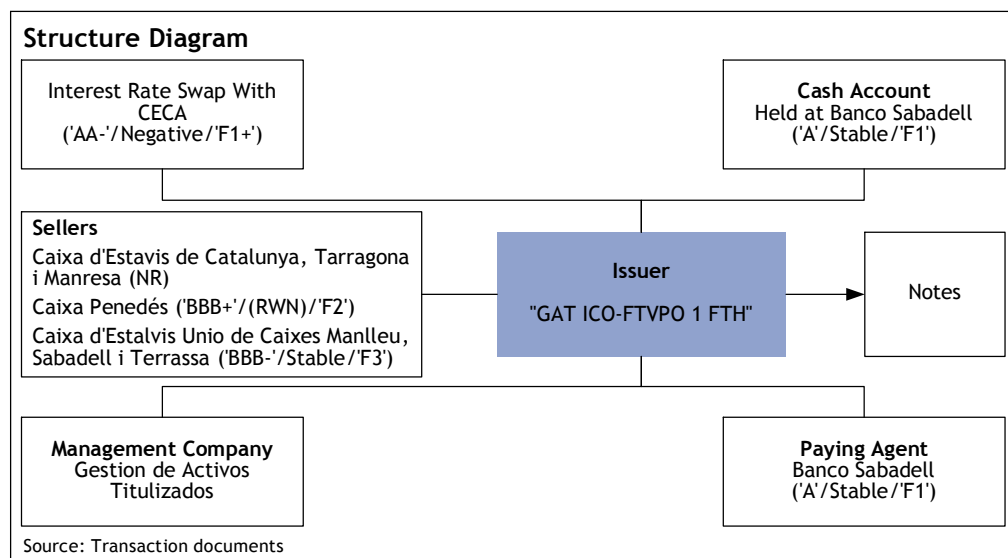 Structure Diagram
Interest Rate Swap With
CECA
('AA-'/Negative/'F1+')
Cash Account
Held at Banco Sabadell
('A'/Stable/'F1')
Sellers
Caixa d'Estavis de Catalunya, Tarragona
i Manresa (NR)
Caixa Penedés ('BBB+'/(RWN)/'F2')
Caixa d'Estalvis Unio de Caixes Manlleu,
Sabadell i Terrassa ('BBB-'/Stable/'F3')
Issuer
"GAT ICO-FTVPO 1 FTH"
Notes
Management Company
Gestion de Activos
Titulizados
Paying Agent
Banco Sabadell
('A'/Stable/'F1')
Source: Transaction documents